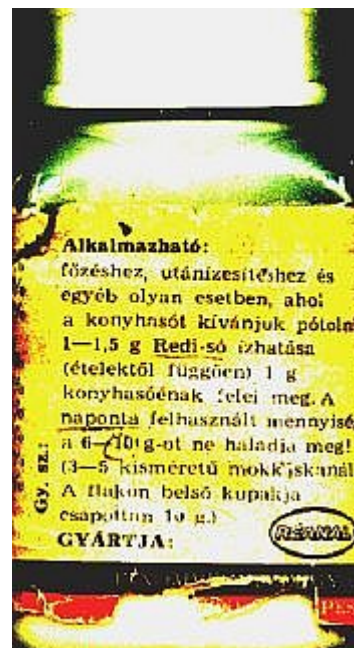 Alkalmazható:
főzéshez, utánízesítéshez és
egyéb olyan esetben, ahol
a konyhasót kívánjuk pótoln
1—1,5 g Redi-só ízhatása
(ételektől függően) 1 g
konyhasóénak felel meg. A
naponta felhasznált mennyisé
a 6—10 g-ot ne haladja meg!
(3—5 kisméretű mokkáskanál
A flakon belső kupakja
csapottan 10 g.)
GYÁRTJA:
Gy. sz.:
REANAL